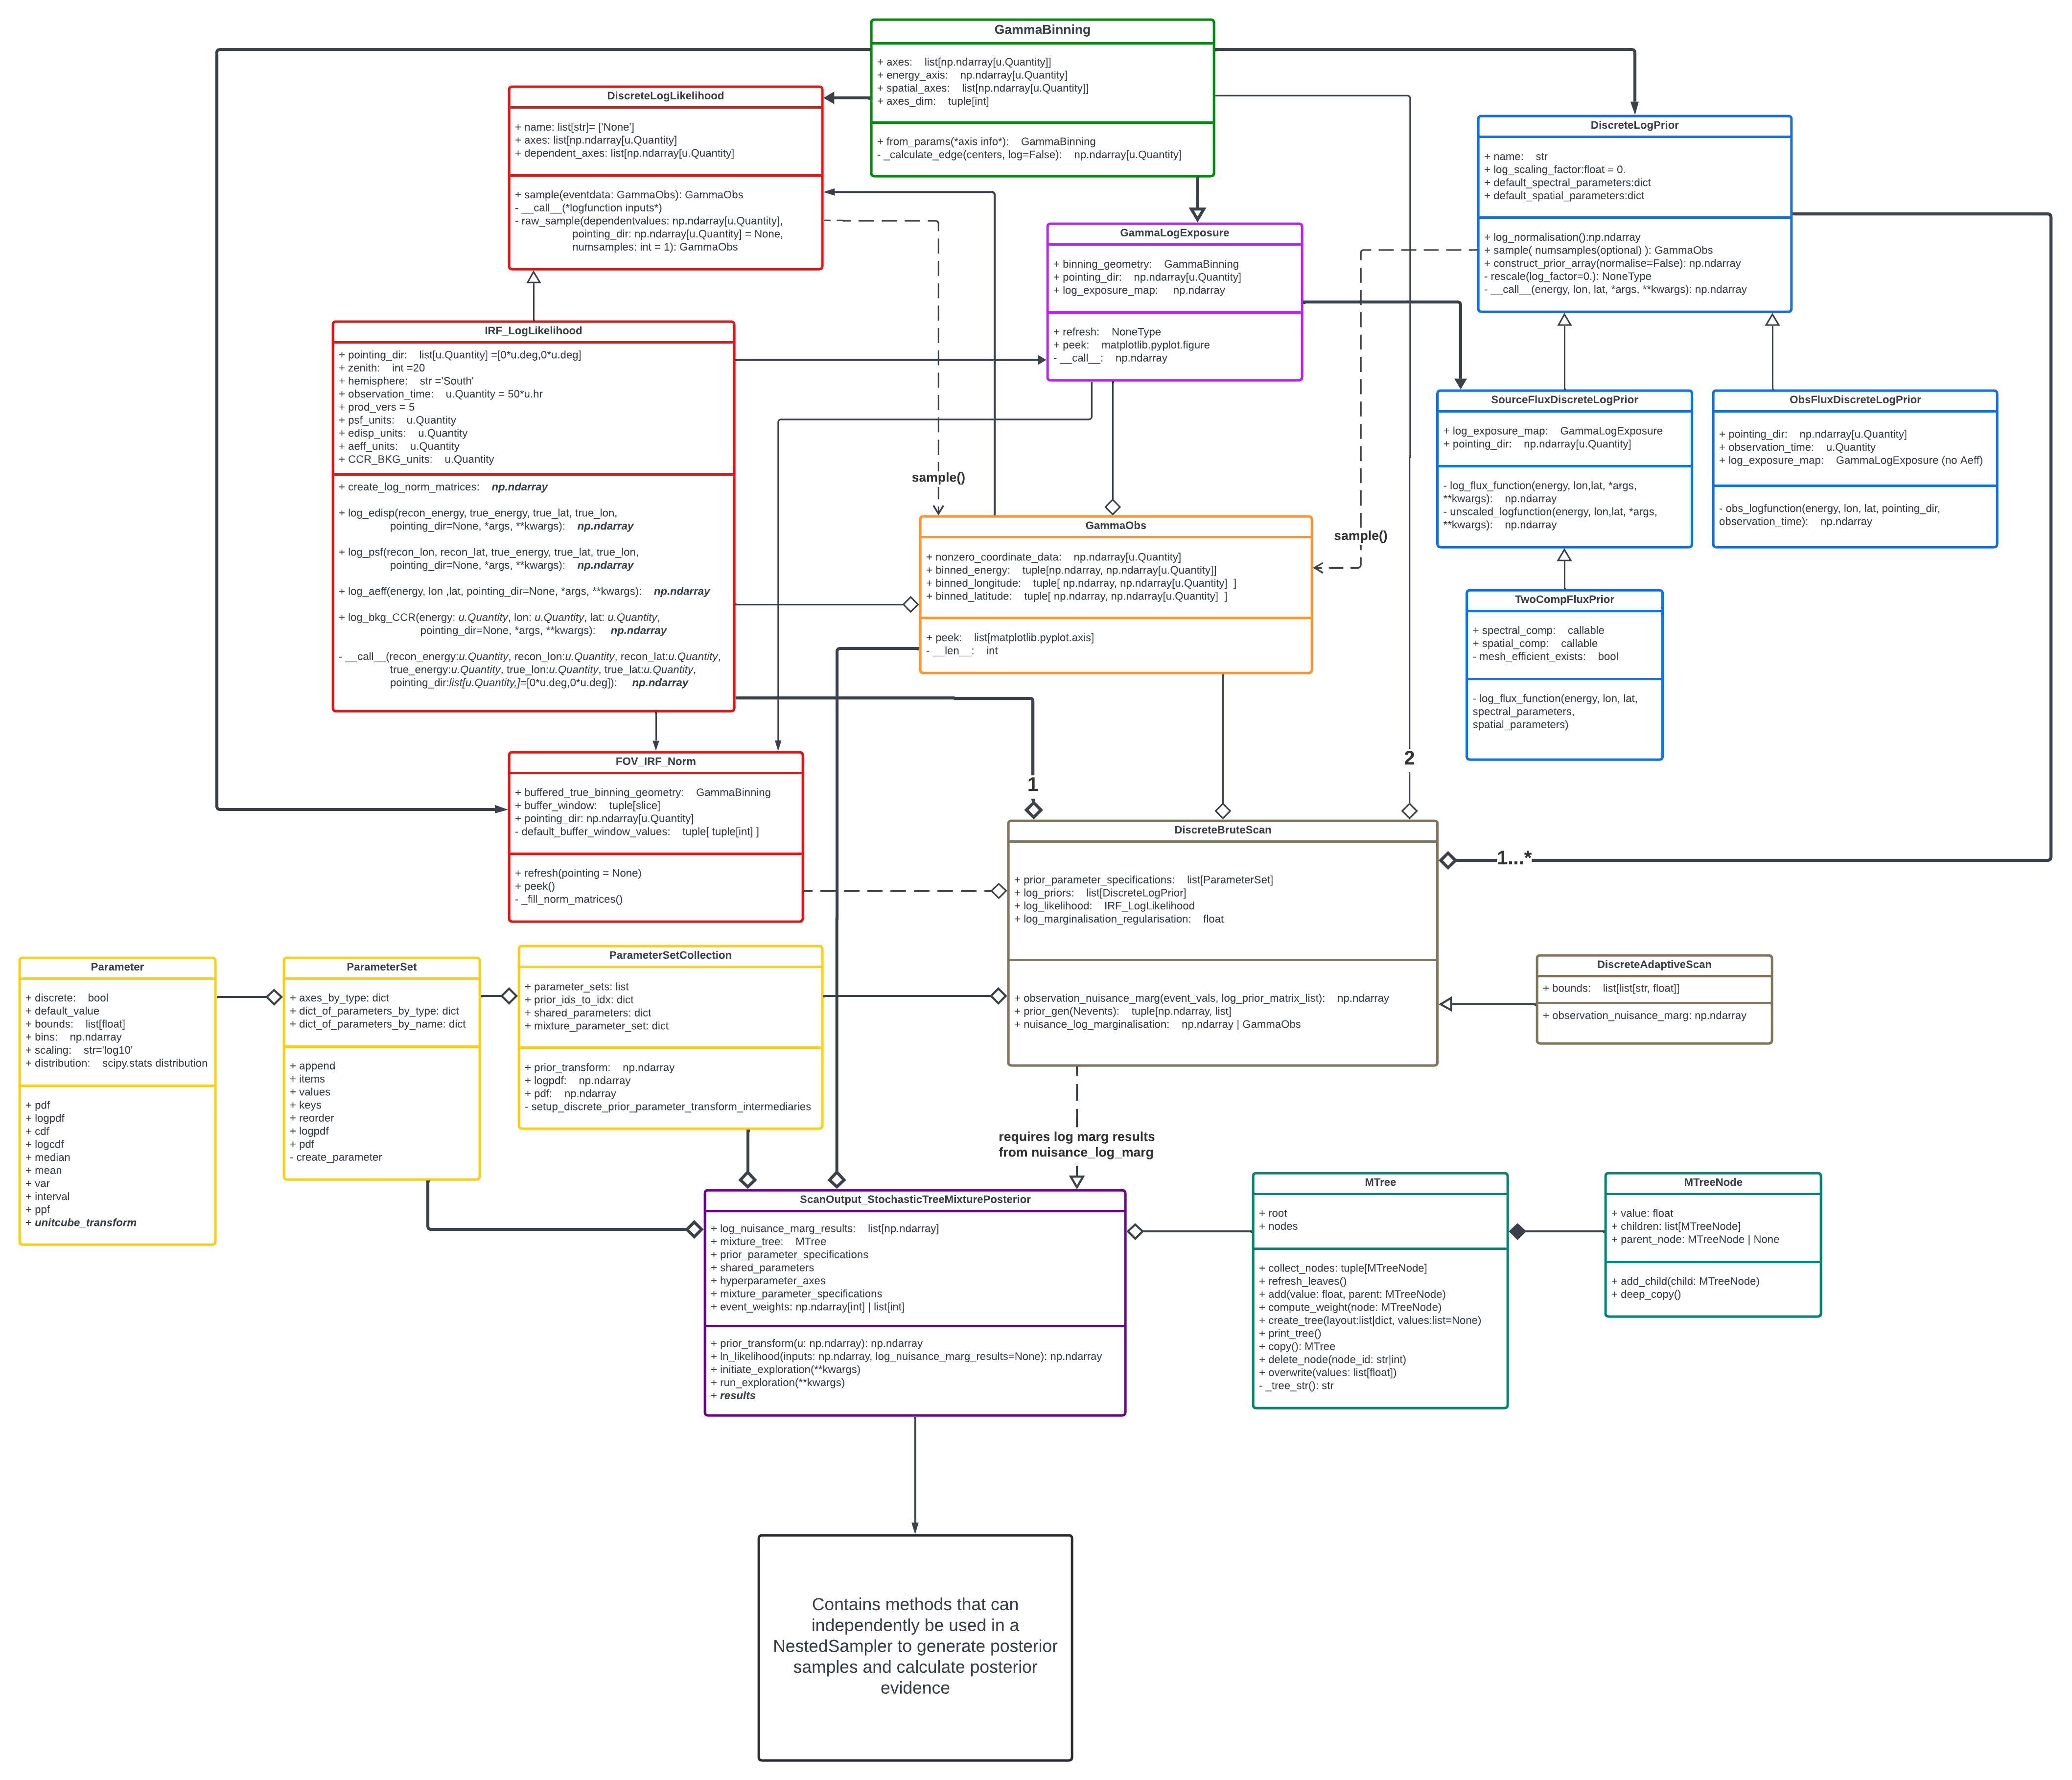 GammaBinning
+ axes: list[np.ndarray[u.Quantity]]
+ energy_axis: np.ndarray[u.Quantity]
+ spatial_axes: list[np.ndarray[u.Quantity]]
+ axes_dim: tuple[int]
+ from_params(*axis info*): GammaBinning
- _calculate_edge(centers, log=False): np.ndarray[u.Quantity]
DiscreteLogLikelihood
+ name: list[str]= ['None']
+ axes: list[np.ndarray[u.Quantity]
+ dependent_axes: list[np.ndarray[u.Quantity]
+ sample(eventdata: GammaObs): GammaObs
- __call__(*logfunction inputs*)
- raw_sample(dependentvalues: np.ndarray[u.Quantity],
pointing_dir: np.ndarray[u.Quantity] = None,
numsamples: int = 1): GammaObs
DiscreteLogPrior
+ name: str
+ log_scaling_factor:float = 0.
+ default_spectral_parameters:dict
+ default_spatial_parameters:dict
+ log_normalisation():np.ndarray
+ sample( numsamples(optional) ): GammaObs
+ construct_prior_array(normalise=False): np.ndarray
- rescale(log_factor=0.): NoneType
- __call__(energy, lon, lat, *args, **kwargs): np.ndarray
GammaLogExposure
+ binning_geometry: GammaBinning
+ pointing_dir: np.ndarray[u.Quantity]
+ log_exposure_map: np.ndarray
+ refresh: NoneType
+ peek: matplotlib.pyplot.figure
- __call__: np.ndarray
IRF_LogLikelihood
+ pointing_dir: list[u.Quantity] =[0*u.deg,0*u.deg]
+ zenith: int =20
+ hemisphere: str ='South'
+ observation_time: u.Quantity = 50*u.hr
+ prod_vers = 5
+ psf_units: u.Quantity
+ edisp_units: u.Quantity
+ aeff_units: u.Quantity
+ CCR_BKG_units: u.Quantity
+ create_log_norm_matrices: np.ndarray
+ log_edisp(recon_energy, true_energy, true_lat, true_lon,
pointing_dir=None, *args, **kwargs): np.ndarray
+ log_psf(recon_lon, recon_lat, true_energy, true_lat, true_lon,
pointing_dir=None, *args, **kwargs): np.ndarray
+ log_aeff(energy, lon ,lat, pointing_dir=None, *args, **kwargs): np.ndarray
+ log_bkg_CCR(energy: u.Quantity, lon: u.Quantity, lat: u.Quantity,
pointing_dir=None, *args, **kwargs): np.ndarray
- __call__(recon_energy:u.Quantity, recon_lon:u.Quantity, recon_lat:u.Quantity,
true_energy:u.Quantity, true_lon:u.Quantity, true_lat:u.Quantity,
pointing_dir:list[u.Quantity,]=[0*u.deg,0*u.deg]): np.ndarray
SourceFluxDiscreteLogPrior
+ log_exposure_map: GammaLogExposure
+ pointing_dir: np.ndarray[u.Quantity]
- log_flux_function(energy, lon,lat, *args,
**kwargs): np.ndarray
- unscaled_logfunction(energy, lon,lat, *args,
**kwargs): np.ndarray
ObsFluxDiscreteLogPrior
+ pointing_dir: np.ndarray[u.Quantity]
+ observation_time: u.Quantity
+ log_exposure_map: GammaLogExposure (no Aeff)
- obs_logfunction(energy, lon, lat, pointing_dir,
observation_time): np.ndarray
sample()
sample()
GammaObs
+ nonzero_coordinate_data: np.ndarray[u.Quantity]
+ binned_energy: tuple[np.ndarray, np.ndarray[u.Quantity]]
+ binned_longitude: tuple[ np.ndarray, np.ndarray[u.Quantity] ]
+ binned_latitude: tuple[ np.ndarray, np.ndarray[u.Quantity] ]
+ peek: list[matplotlib.pyplot.axis]
- __len__: int
TwoCompFluxPrior
+ spectral_comp: callable
+ spatial_comp: callable
- mesh_efficient_exists: bool
- log_flux_function(energy, lon, lat,
spectral_parameters,
spatial_parameters)
FOV_IRF_Norm
+ buffered_true_binning_geometry: GammaBinning
+ buffer_window: tuple[slice]
+ pointing_dir: np.ndarray[u.Quantity]
- default_buffer_window_values: tuple[ tuple[int] ]
+ refresh(pointing = None)
+ peek()
- _fill_norm_matrices()
1
2
1...*
DiscreteBruteScan
+ prior_parameter_specifications: list[ParameterSet]
+ log_priors: list[DiscreteLogPrior]
+ log_likelihood: IRF_LogLikelihood
+ log_marginalisation_regularisation: float
+ observation_nuisance_marg(event_vals, log_prior_matrix_list): np.ndarray
+ prior_gen(Nevents): tuple[np.ndarray, list]
+ nuisance_log_marginalisation: np.ndarray | GammaObs
DiscreteAdaptiveScan
+ bounds: list[list[str, float]]
+ observation_nuisance_marg: np.ndarray
Parameter
+ discrete: bool
+ default_value
+ bounds: list[float]
+ bins: np.ndarray
+ scaling: str='log10'
+ distribution: scipy.stats distribution
+ pdf
+ logpdf
+ cdf
+ logcdf
+ median
+ mean
+ var
+ interval
+ ppf
+ unitcube_transform
ParameterSet
+ axes_by_type: dict
+ dict_of_parameters_by_type: dict
+ dict_of_parameters_by_name: dict
+ append
+ items
+ values
+ keys
+ reorder
+ logpdf
+ pdf
- create_parameter
ParameterSetCollection
+ parameter_sets: list
+ prior_ids_to_idx: dict
+ shared_parameters: dict
+ mixture_parameter_set: dict
+ prior_transform: np.ndarray
+ logpdf: np.ndarray
+ pdf: np.ndarray
- setup_discrete_prior_parameter_transform_intermediaries
requires log marg results
from nuisance_log_marg
ScanOutput_StochasticTreeMixturePosterior
+ log_nuisance_marg_results: list[np.ndarray]
+ mixture_tree: MTree
+ prior_parameter_specifications
+ shared_parameters
+ hyperparameter_axes
+ mixture_parameter_specifications
+ event_weights: np.ndarray[int] | list[int]
+ prior_transform(u: np.ndarray): np.ndarray
+ ln_likelihood(inputs: np.ndarray, log_nuisance_marg_results=None): np.ndarray
+ initiate_exploration(**kwargs)
+ run_exploration(**kwargs)
+ results
MTree
+ root
+ nodes
+ collect_nodes: tuple[MTreeNode]
+ refresh_leaves()
+ add(value: float, parent: MTreeNode)
+ compute_weight(node: MTreeNode)
+ create_tree(layout:list|dict, values:list=None)
+ print_tree()
+ copy(): MTree
+ delete_node(node_id: str|int)
+ overwrite(values: list[float])
- _tree_str(): str
MTreeNode
+ value: float
+ children: list[MTreeNode]
+ parent_node: MTreeNode | None
+ add_child(child: MTreeNode)
+ deep_copy()
Contains methods that can
independently be used in a
NestedSampler to generate posterior
samples and calculate posterior
evidence